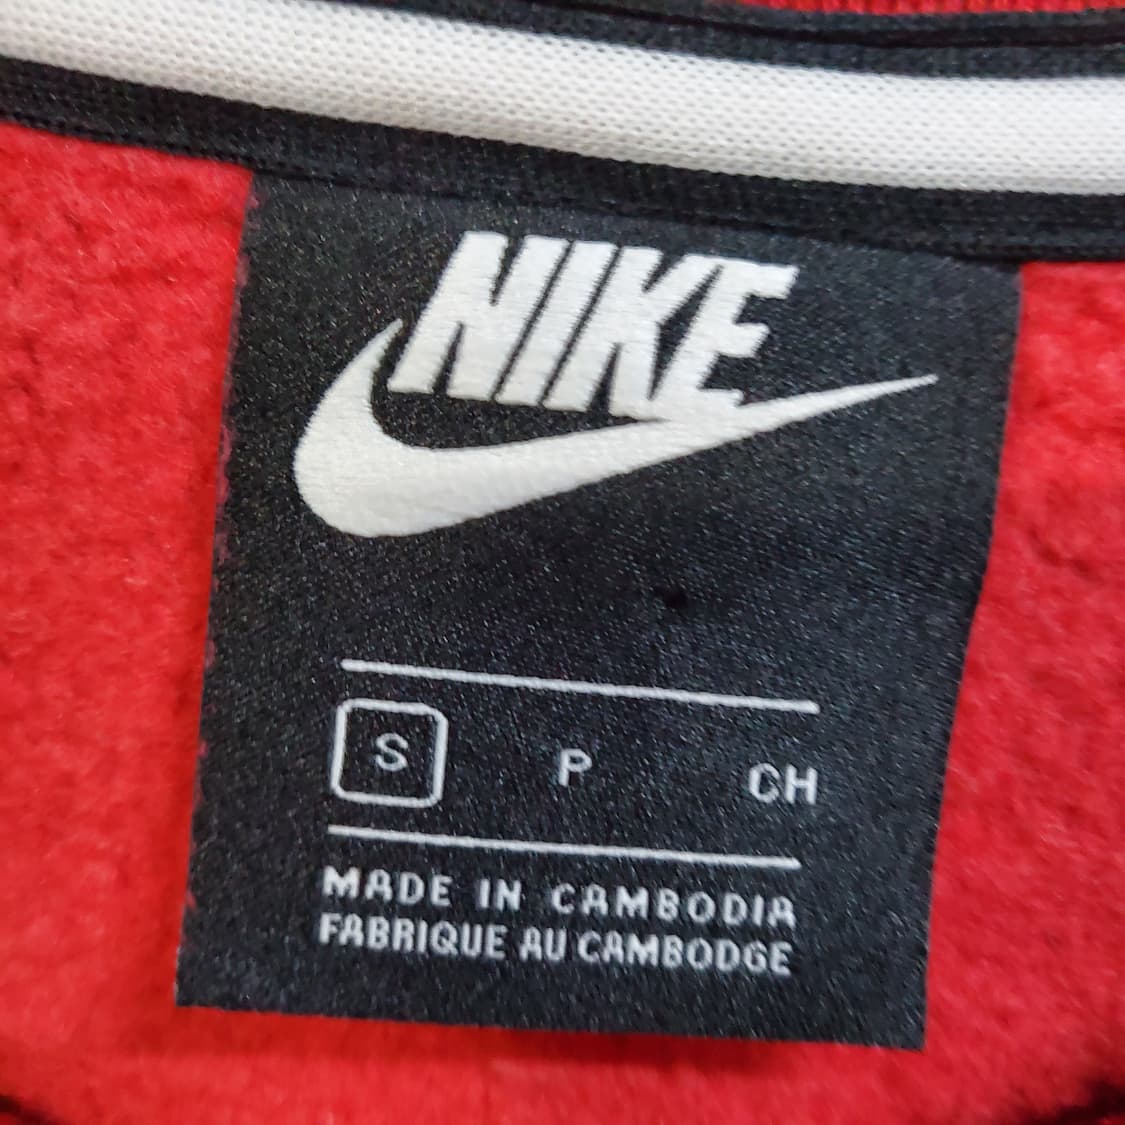 NIKE
S P CH
MADE IN CAMBODIA
FABRIQUE AU CAMBODGE